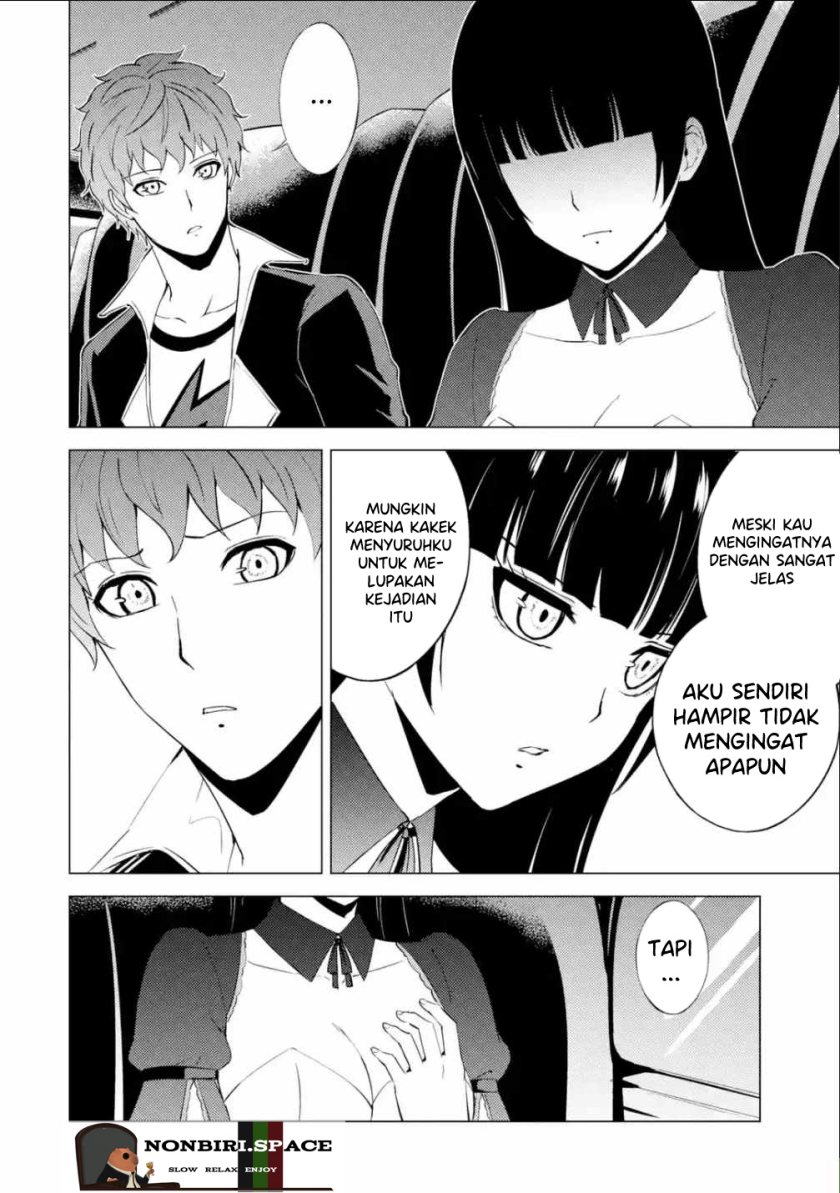 ...
MESKI KAU
MENGINGATNYA
DENGAN SANGAT
JELAS
AKU SENDIRI
HAMPIR TIDAK
MENGINGAT
APAPUN
MUNGKIN
KARENA KAKEK
MENYURUHKU
UNTUK ME-
LUPAKAN
KEJADIAN
ITU
TAPI
...
NONBIRI.SPACE
SLOW RELAX ENJOY